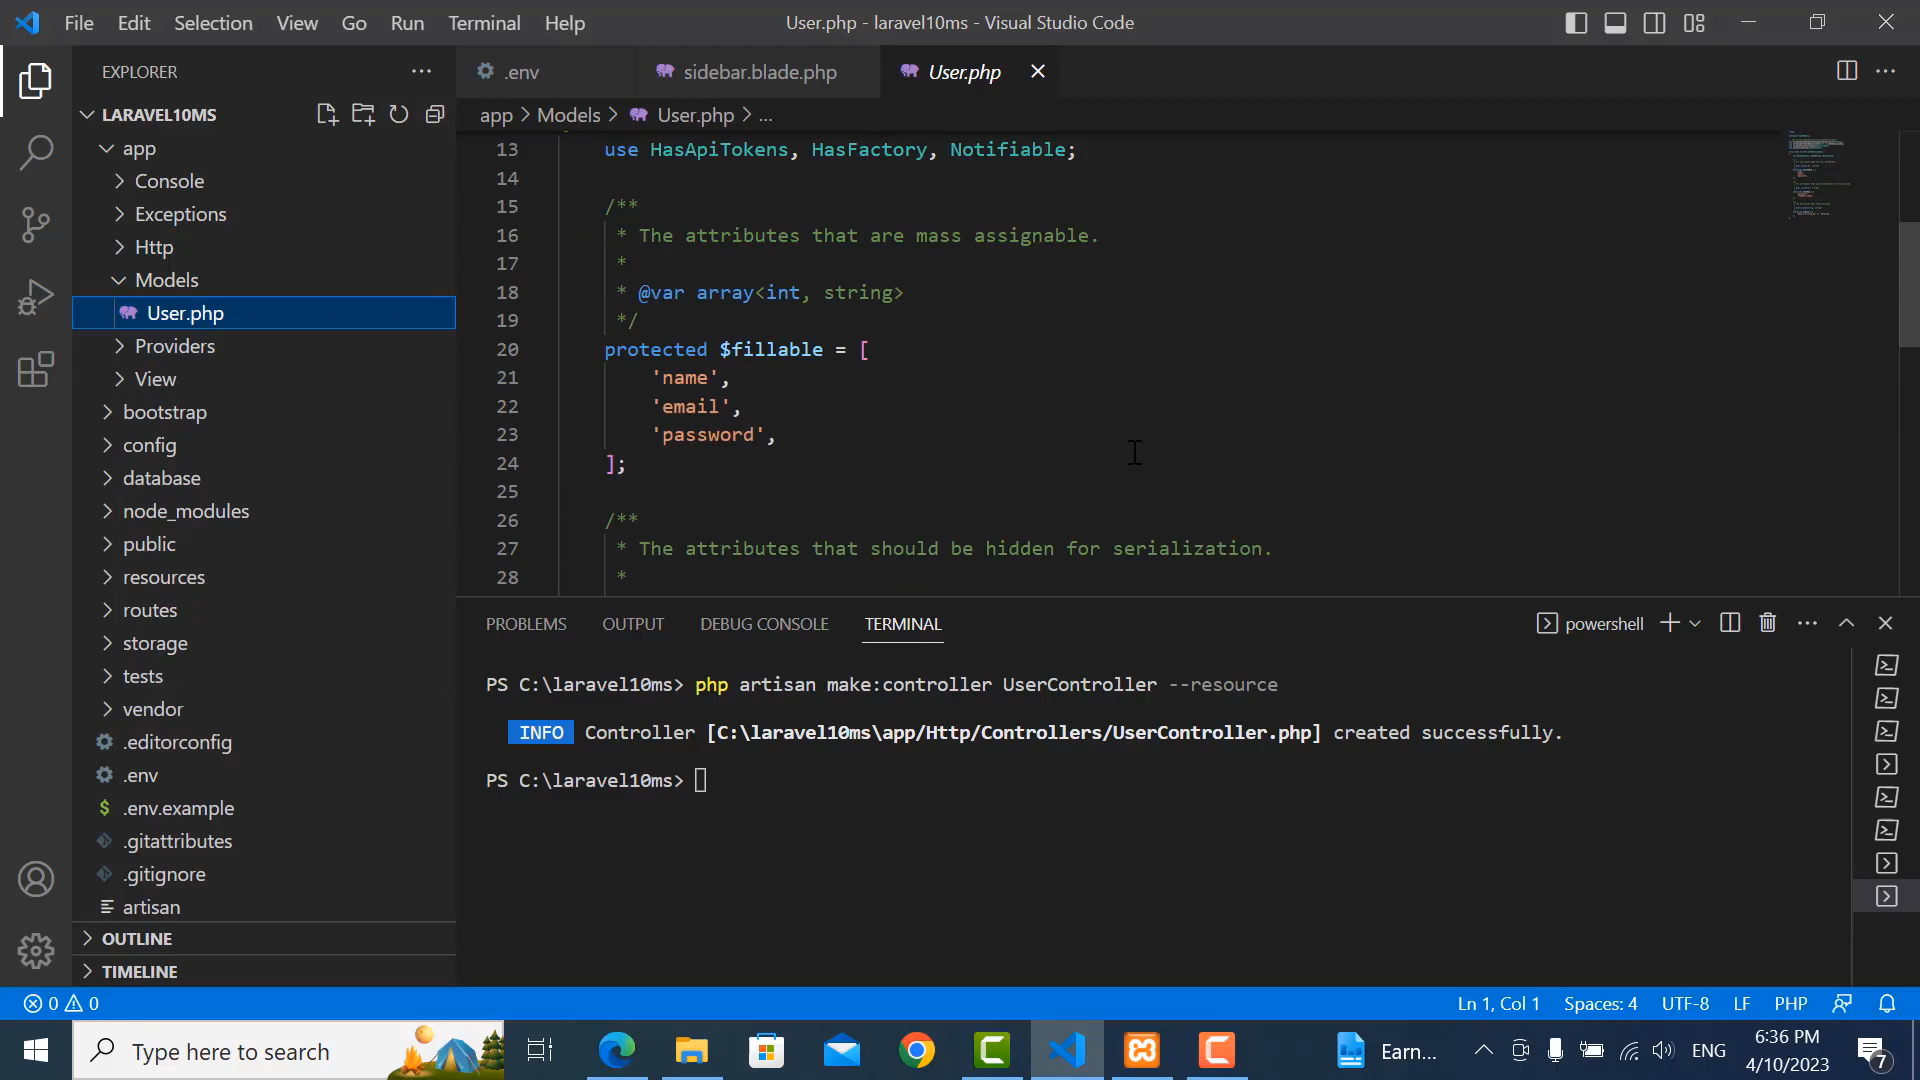 File Edit Selection View Go Run Terminal Help
User.php - laravel10ms - Visual Studio Code
EXPLORER
LARAVEL10MS
app
Console
Exceptions
Http
Models
User.php
Providers
View
bootstrap
config
database
node_modules
public
resources
routes
storage
tests
vendor
.editorconfig
.env
.env.example
.gitattributes
.gitignore
artisan
OUTLINE
TIMELINE
.env
sidebar.blade.php
User.php
app > Models > User.php > ...
13 use HasApiTokens, HasFactory, Notifiable;
14
15 /**
16 * The attributes that are mass assignable.
17 *
18 * @var array<int, string>
19 */
20 protected $fillable = [
21 'name',
22 'email',
23 'password',
24 ];
25
26 /**
27 * The attributes that should be hidden for serialization.
28 *
PROBLEMS OUTPUT DEBUG CONSOLE TERMINAL
powershell
PS C:\laravel10ms> php artisan make:controller UserController --resource
INFO Controller [C:\laravel10ms\app/Http/Controllers/UserController.php] created successfully.
PS C:\laravel10ms>
0 0
Ln 1, Col 1 Spaces: 4 UTF-8 LF PHP
Type here to search
Earn...
ENG
6:36 PM
4/10/2023
7